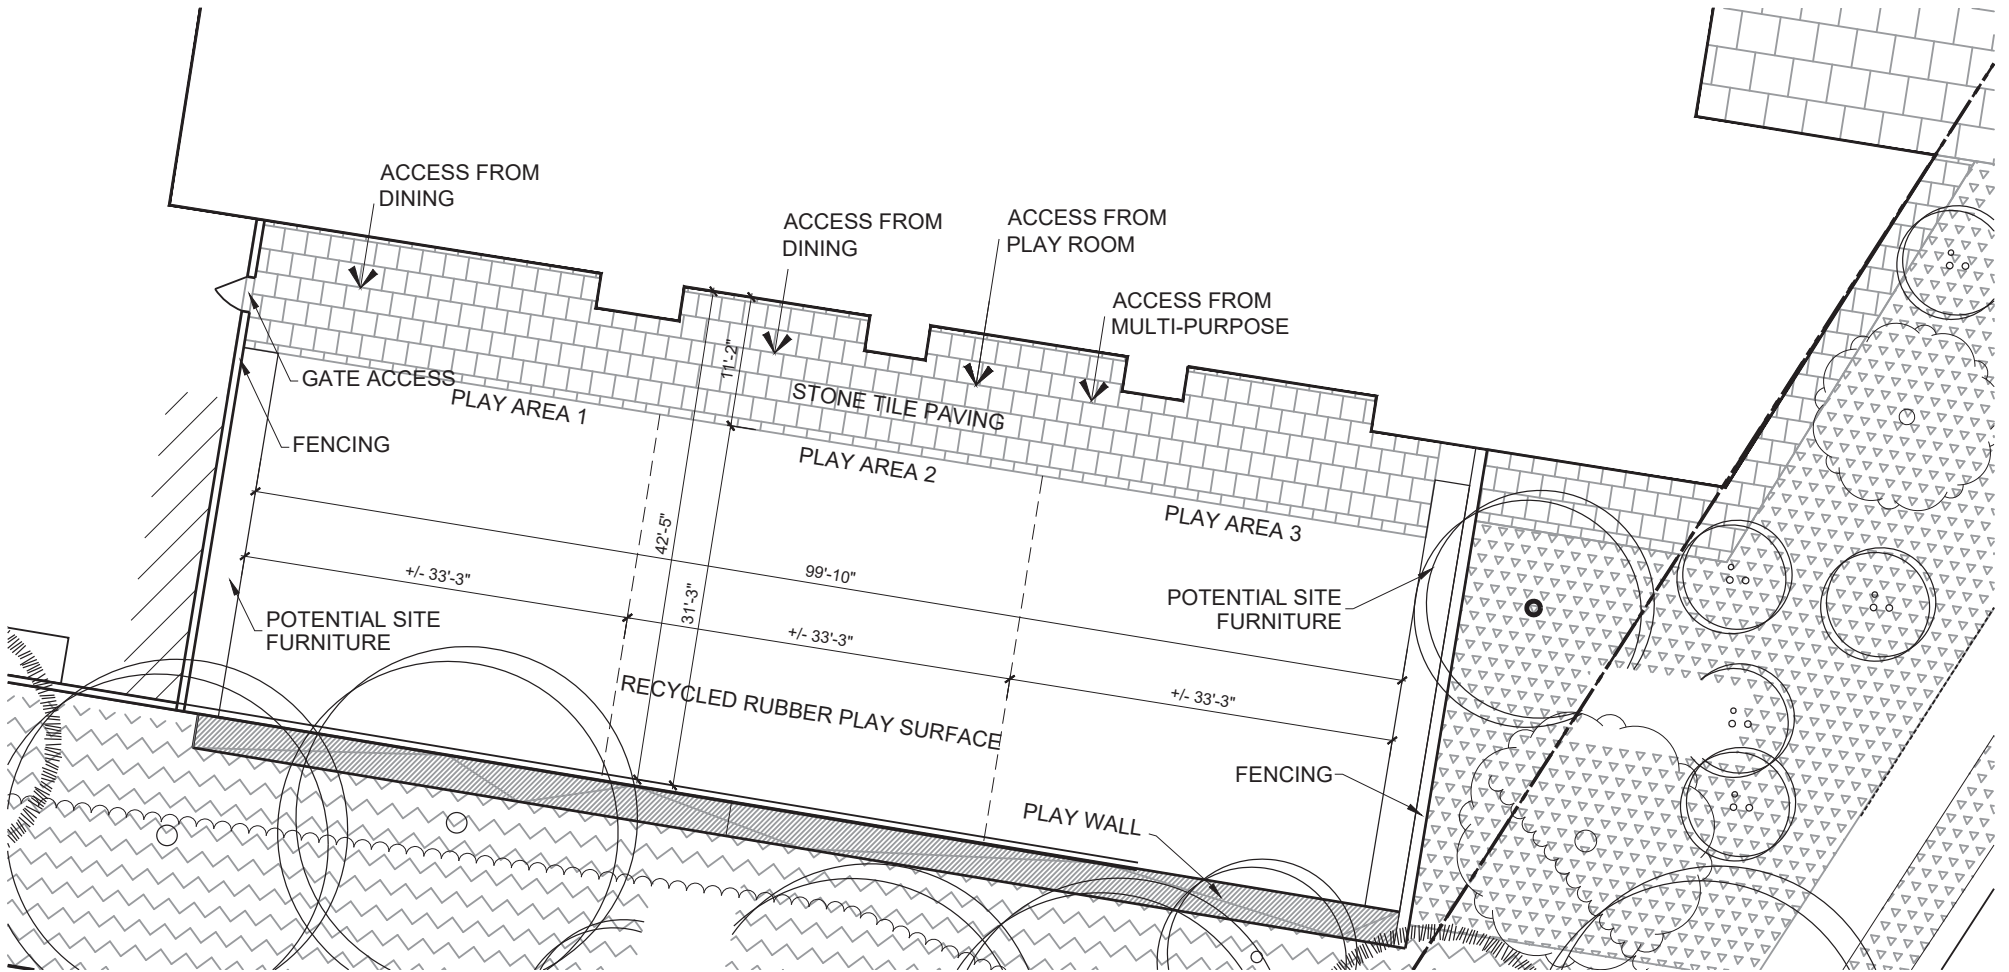 ACCESS FROM
DINING
ACCESS FROM
DINING
ACCESS FROM
PLAY ROOM
ACCESS FROM
MULTI-PURPOSE
11'-2"
GATE ACCESS
STONE TILE PAVING
PLAY AREA 1
FENCING
PLAY AREA 2
PLAY AREA 3
42'-5"
+/- 33'-3"
99'-10"
31'-3"
POTENTIAL SITE
FURNITURE
POTENTIAL SITE
FURNITURE
+/- 33'-3"
+/- 33'-3"
RECYCLED RUBBER PLAY SURFACE
FENCING
PLAY WALL